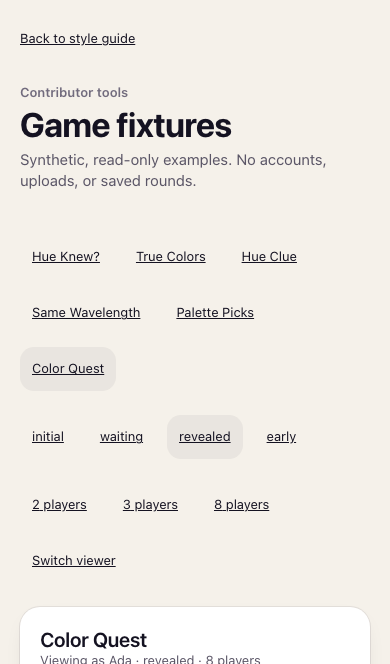 Back to style guide
Contributor tools
Game fixtures
Synthetic, read-only examples. No accounts,
uploads, or saved rounds.
Hue Knew? True Colors Hue Clue
Same Wavelength Palette Picks
Color Quest
initial waiting revealed early
2 players 3 players 8 players
Switch viewer
Color Quest
Viewing as Ada · revealed · 8 players